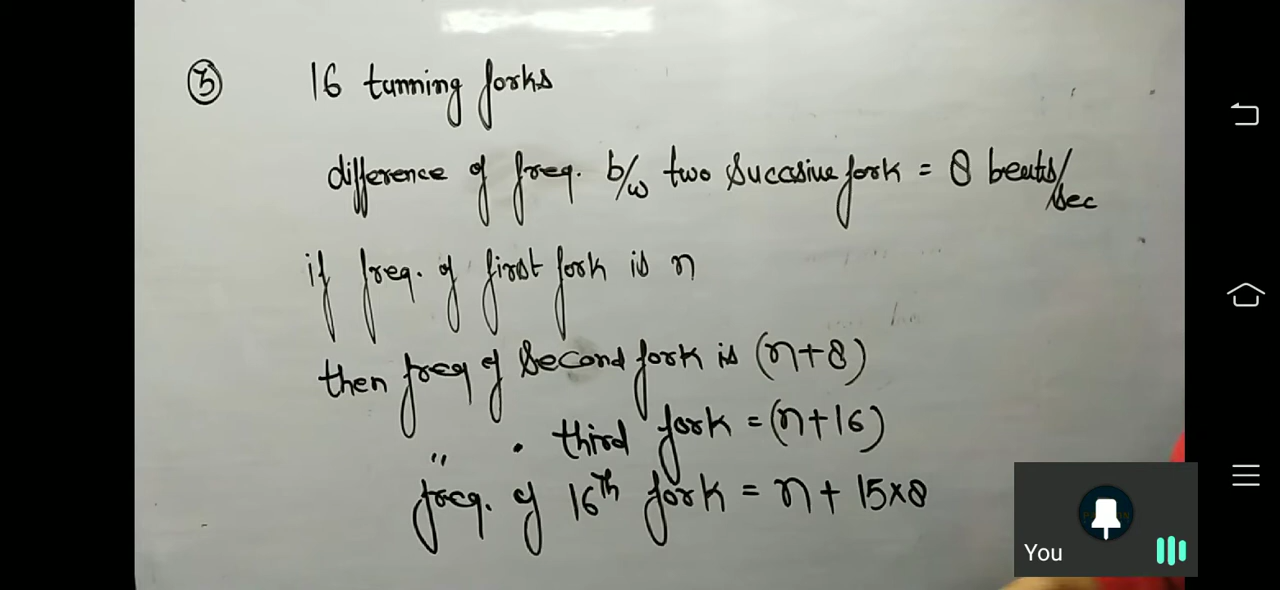 ③ 16 tunning forks
difference of freq. b/w two succasive fork = 8 beats/sec
if freq. of first fork is n
then freq of second fork is (n+8)
" . third fork = (n+16)
freq. of 16th fork = n + 15×8
You